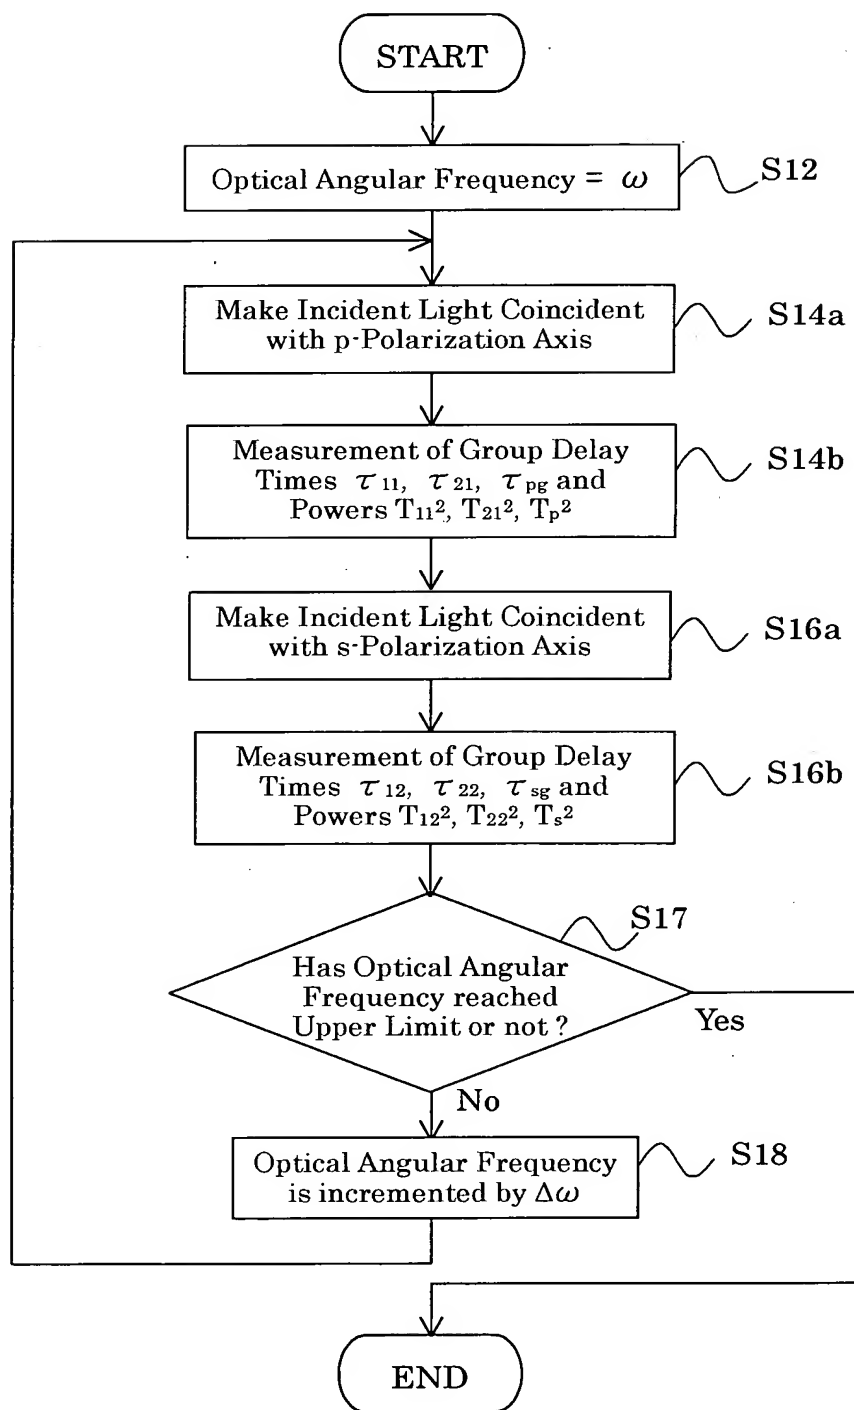 START
Optical Angular Frequency = ω
S12
Make Incident Light Coincident
with p-Polarization Axis
S14a
Measurement of Group Delay
Times τ11, τ21, τpg and
Powers T11², T21², Tp²
S14b
Make Incident Light Coincident
with s-Polarization Axis
S16a
Measurement of Group Delay
Times τ12, τ22, τsg and
Powers T12², T22², Ts²
S16b
S17
Has Optical Angular
Frequency reached
Upper Limit or not ?
Yes
No
Optical Angular Frequency
is incremented by Δω
S18
END